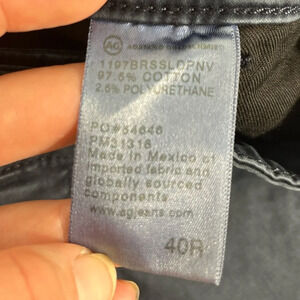 AG
1197BRSSLDPNV
97.5% COTTON
2.5% POLYURETHANE
PO#54646
PM31316
Made in Mexico of
imported fabric and
globally sourced
components
www.agjeans.com
40R